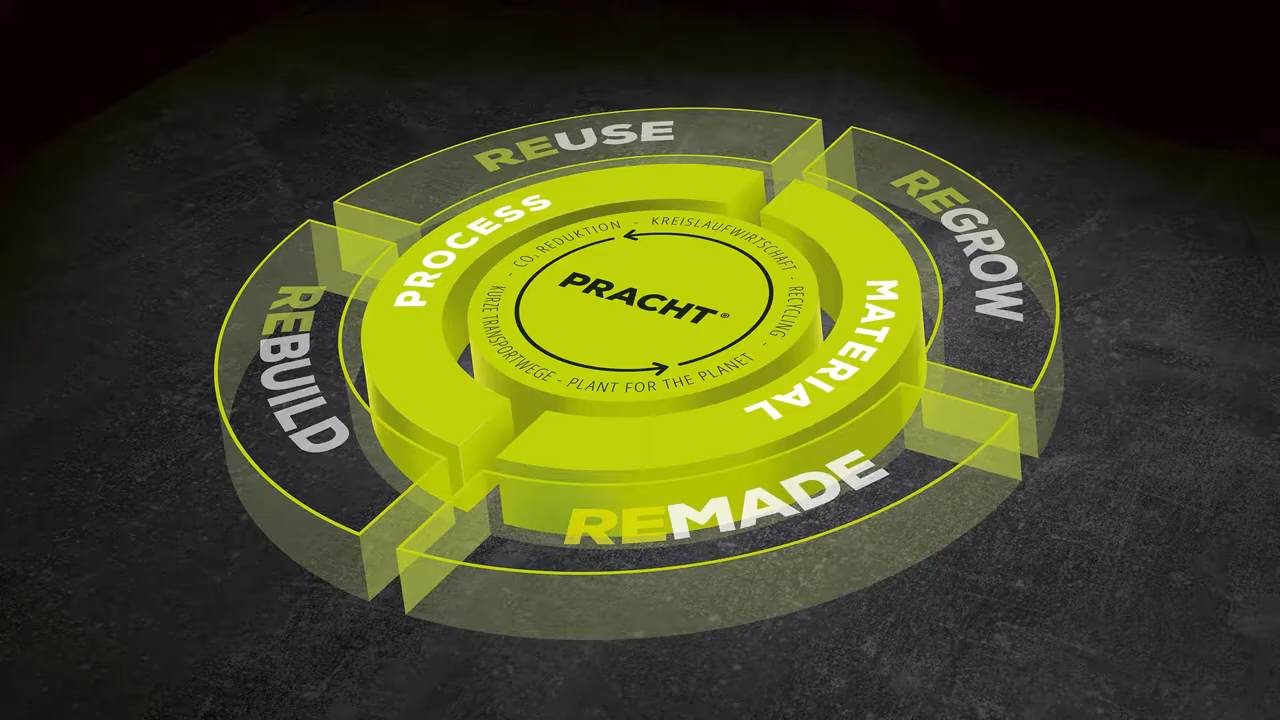 REUSE
REGROW
REBUILD
REMADE
PROCESS
MATERIAL
CO₂ REDUKTION - KREISLAUFWIRTSCHAFT - RECYCLING - PLANT FOR THE PLANET - KURZE TRANSPORTWEGE -
PRACHT®